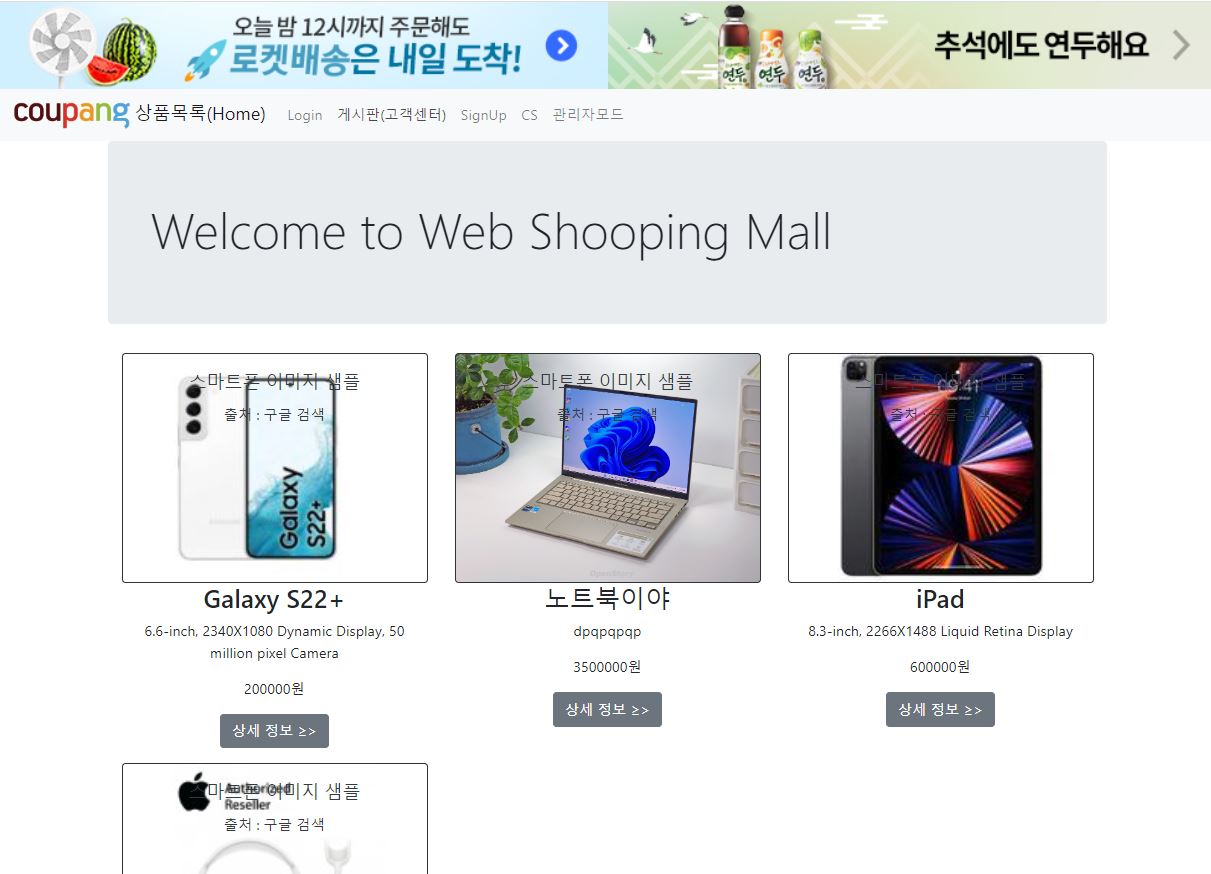 오늘 밤 12시까지 주문해도
로켓배송은 내일 도착!
연두 연두 연두
추석에도 연두해요
coupang 상품목록(Home) Login 게시판(고객센터) SignUp CS 관리자모드
Welcome to Web Shooping Mall
스마트폰 이미지 샘플
출처 : 구글 검색
Galaxy
S22+
Galaxy S22+
6.6-inch, 2340X1080 Dynamic Display, 50
million pixel Camera
200000원
상세 정보 ≥>
스마트폰 이미지 샘플
출처 : 구글 검색
OpenStory
노트북이야
dpqpqpqp
3500000원
상세 정보 ≥>
스마트폰 이미지 샘플
출처 : 구글 검색
09:41
iPad
8.3-inch, 2266X1488 Liquid Retina Display
600000원
상세 정보 ≥>
Authorized
Reseller
스마트폰 이미지 샘플
출처 : 구글 검색